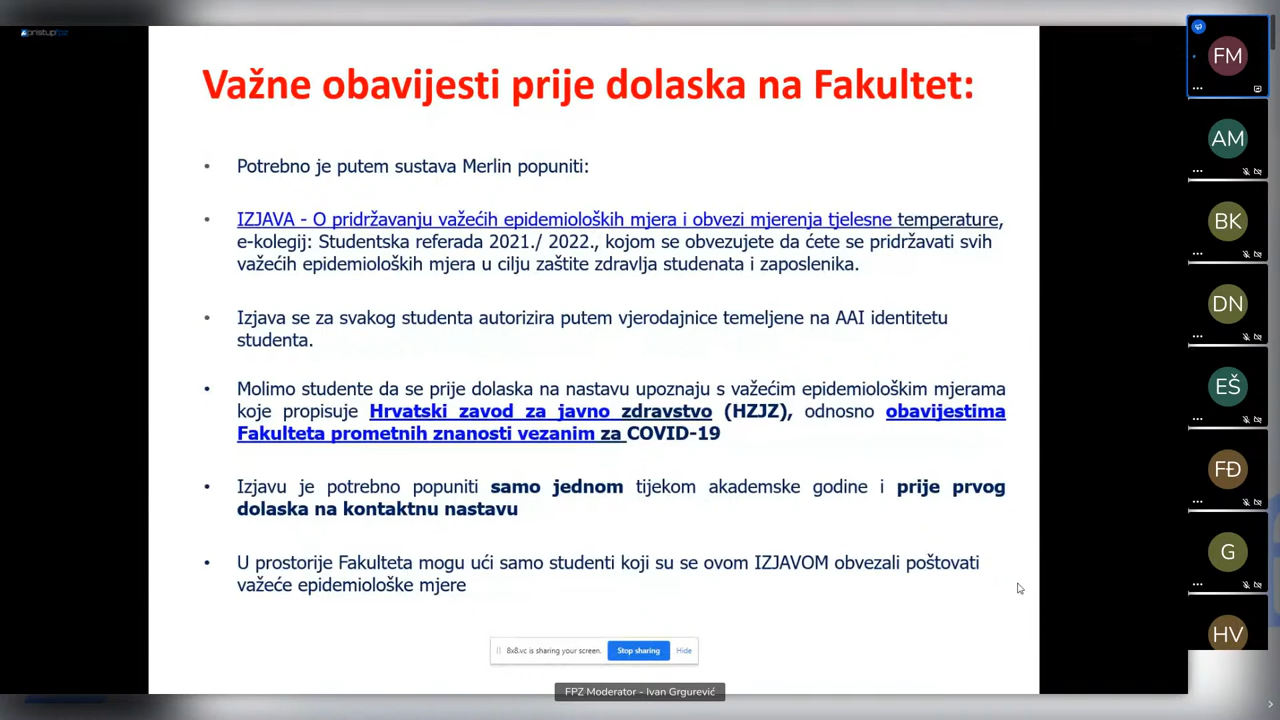 pristupfpz
Važne obavijesti prije dolaska na Fakultet:
• Potrebno je putem sustava Merlin popuniti:
• IZJAVA - O pridržavanju važećih epidemioloških mjera i obvezi mjerenja tjelesne temperature,
e-kolegij: Studentska referada 2021./ 2022., kojom se obvezujete da ćete se pridržavati svih
važećih epidemioloških mjera u cilju zaštite zdravlja studenata i zaposlenika.
• Izjava se za svakog studenta autorizira putem vjerodajnice temeljene na AAI identitetu
studenta.
• Molimo studente da se prije dolaska na nastavu upoznaju s važećim epidemiološkim mjerama
koje propisuje Hrvatski zavod za javno zdravstvo (HZJZ), odnosno obavijestima
Fakulteta prometnih znanosti vezanim za COVID-19
• Izjavu je potrebno popuniti samo jednom tijekom akademske godine i prije prvog
dolaska na kontaktnu nastavu
• U prostorije Fakulteta mogu ući samo studenti koji su se ovom IZJAVOM obvezali poštovati
važeće epidemiološke mjere
8x8.vc is sharing your screen. Stop sharing Hide
FPZ Moderator - Ivan Grgurević
FM
AM
BK
DN
EŠ
FĐ
G
HV